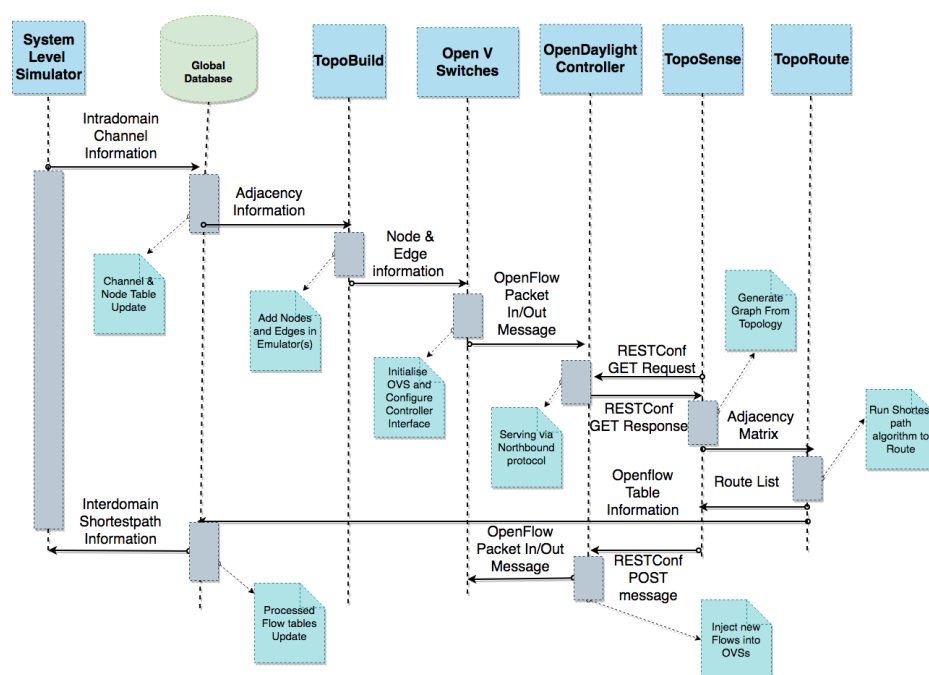 System
Level
Simulator
Global
Database
TopoBuild
Open V
Switches
OpenDaylight
Controller
TopoSense
TopoRoute
Intradomain
Channel
Information
Adjacency
Information
Node &
Edge
information
OpenFlow
Packet
In/Out
Message
Channel &
Node Table
Update
Add Nodes
and Edges in
Emulator(s)
Initialise
OVS and
Configure
Controller
Interface
Generate
Graph From
Topology
RESTConf
GET Request
RESTConf
GET Response
Serving via
Northbound
protocol
Adjacency
Matrix
Run Shortes
path
algorithm to
Route
Route List
Openflow
Table
Information
Interdomain
Shortestpath
Information
OpenFlow
Packet In/Out
Message
RESTConf
POST
message
Processed
Flow tables
Update
Inject new
Flows into
OVSs